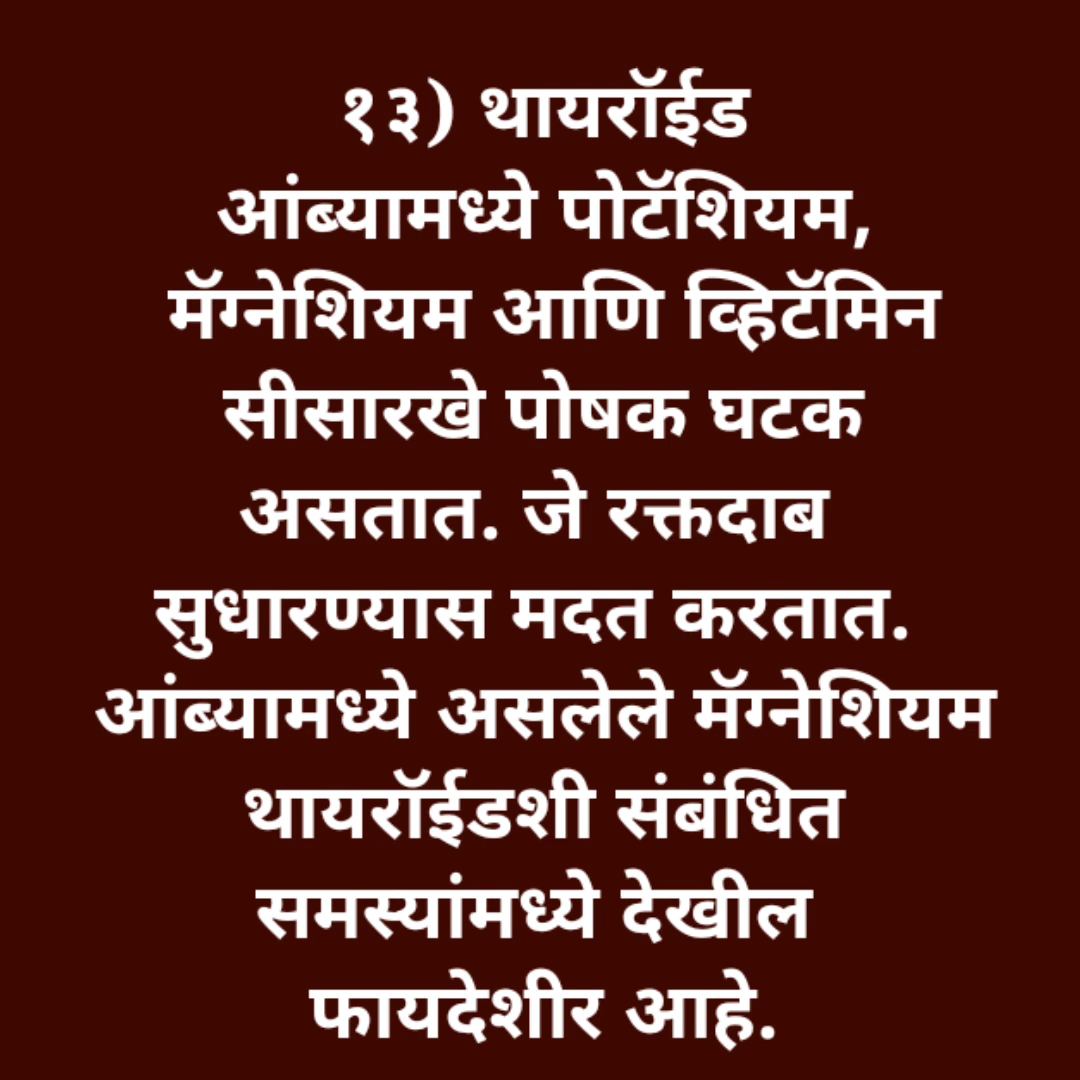 १३) थायरॉईड
आंब्यामध्ये पोटॅशियम,
मॅग्नेशियम आणि व्हिटॅमिन
सीसारखे पोषक घटक
असतात. जे रक्तदाब
सुधारण्यास मदत करतात.
आंब्यामध्ये असलेले मॅग्नेशियम
थायरॉईडशी संबंधित
समस्यांमध्ये देखील
फायदेशीर आहे.